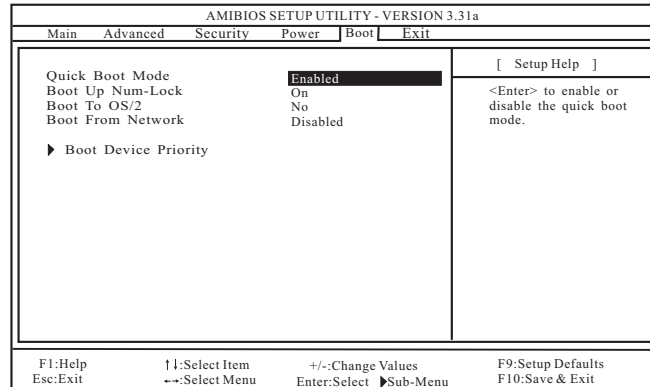 AMIBIOS SETUP UTILITY - VERSION 3.31a
Main Advanced Security Power Boot Exit
Quick Boot Mode Enabled
Boot Up Num-Lock On
Boot To OS/2 No
Boot From Network Disabled
▶ Boot Device Priority
[ Setup Help ]
<Enter> to enable or
disable the quick boot
mode.
F1:Help ↑↓:Select Item +/-:Change Values F9:Setup Defaults
Esc:Exit ←→:Select Menu Enter:Select ▶Sub-Menu F10:Save & Exit